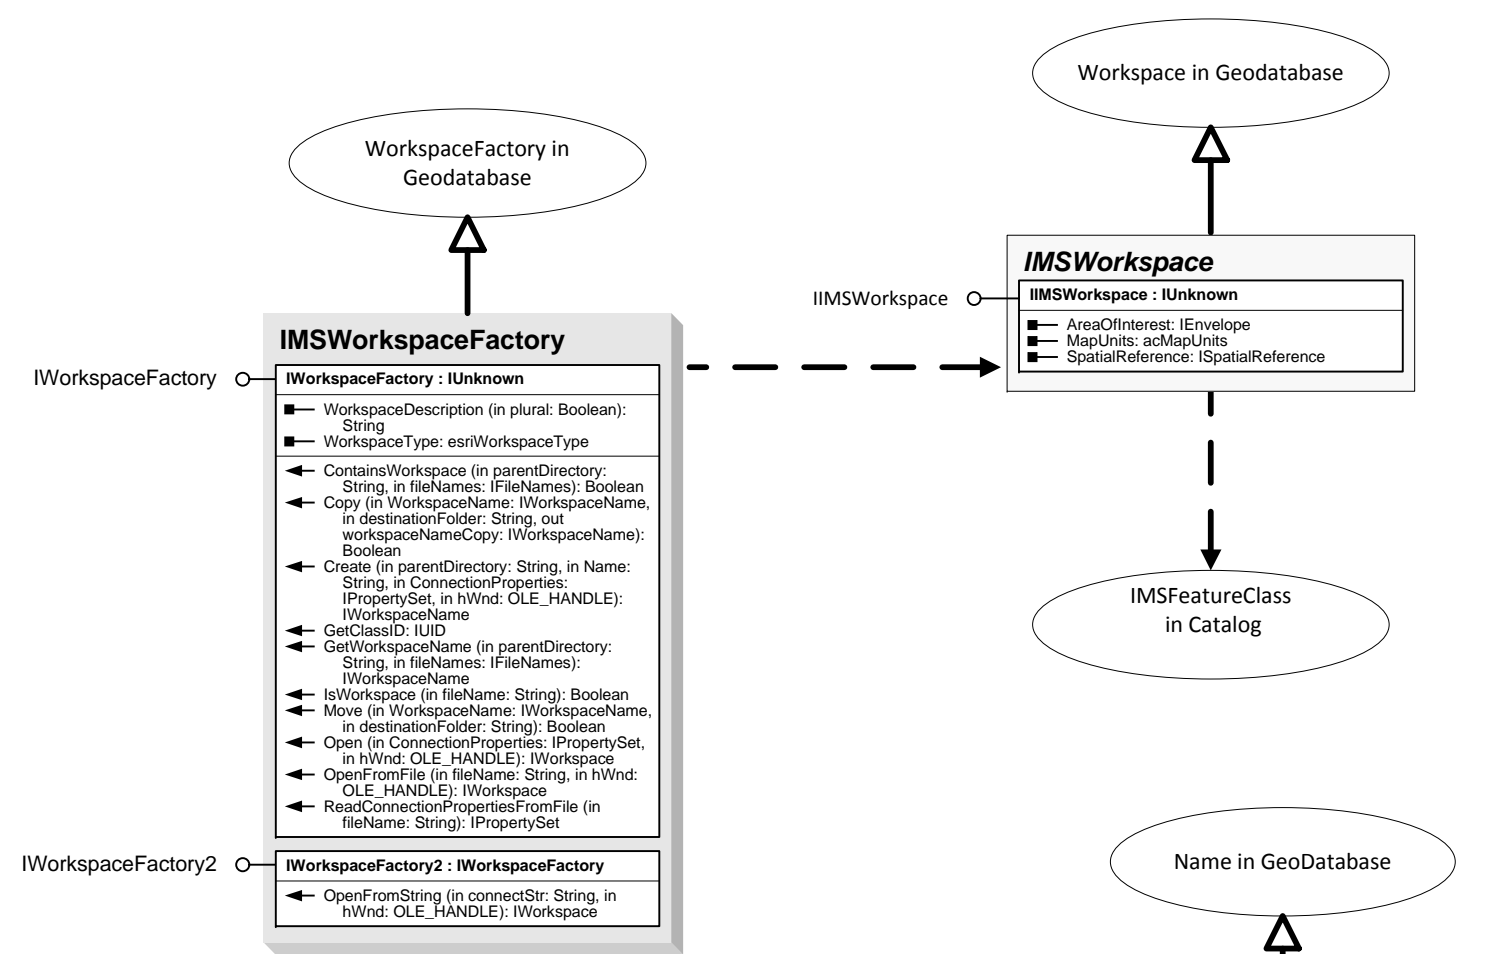 Workspace in Geodatabase
WorkspaceFactory in
Geodatabase
IMSWorkspace
IIMSWorkspace
IIMSWorkspace : IUnknown
AreaOfInterest: IEnvelope
MapUnits: acMapUnits
SpatialReference: ISpatialReference
IMSWorkspaceFactory
IWorkspaceFactory
IWorkspaceFactory : IUnknown
WorkspaceDescription (in plural: Boolean):
String
WorkspaceType: esriWorkspaceType
ContainsWorkspace (in parentDirectory:
String, in fileNames: IFileNames): Boolean
Copy (in WorkspaceName: IWorkspaceName,
in destinationFolder: String, out
workspaceNameCopy: IWorkspaceName):
Boolean
Create (in parentDirectory: String, in Name:
String, in ConnectionProperties:
IPropertySet, in hWnd: OLE_HANDLE):
IWorkspaceName
GetClassID: IUID
GetWorkspaceName (in parentDirectory:
String, in fileNames: IFileNames):
IWorkspaceName
IsWorkspace (in fileName: String): Boolean
Move (in WorkspaceName: IWorkspaceName,
in destinationFolder: String): Boolean
Open (in ConnectionProperties: IPropertySet,
in hWnd: OLE_HANDLE): IWorkspace
OpenFromFile (in fileName: String, in hWnd:
OLE_HANDLE): IWorkspace
ReadConnectionPropertiesFromFile (in
fileName: String): IPropertySet
IMSFeatureClass
in Catalog
IWorkspaceFactory2
IWorkspaceFactory2 : IWorkspaceFactory
OpenFromString (in connectStr: String, in
hWnd: OLE_HANDLE): IWorkspace
Name in GeoDatabase